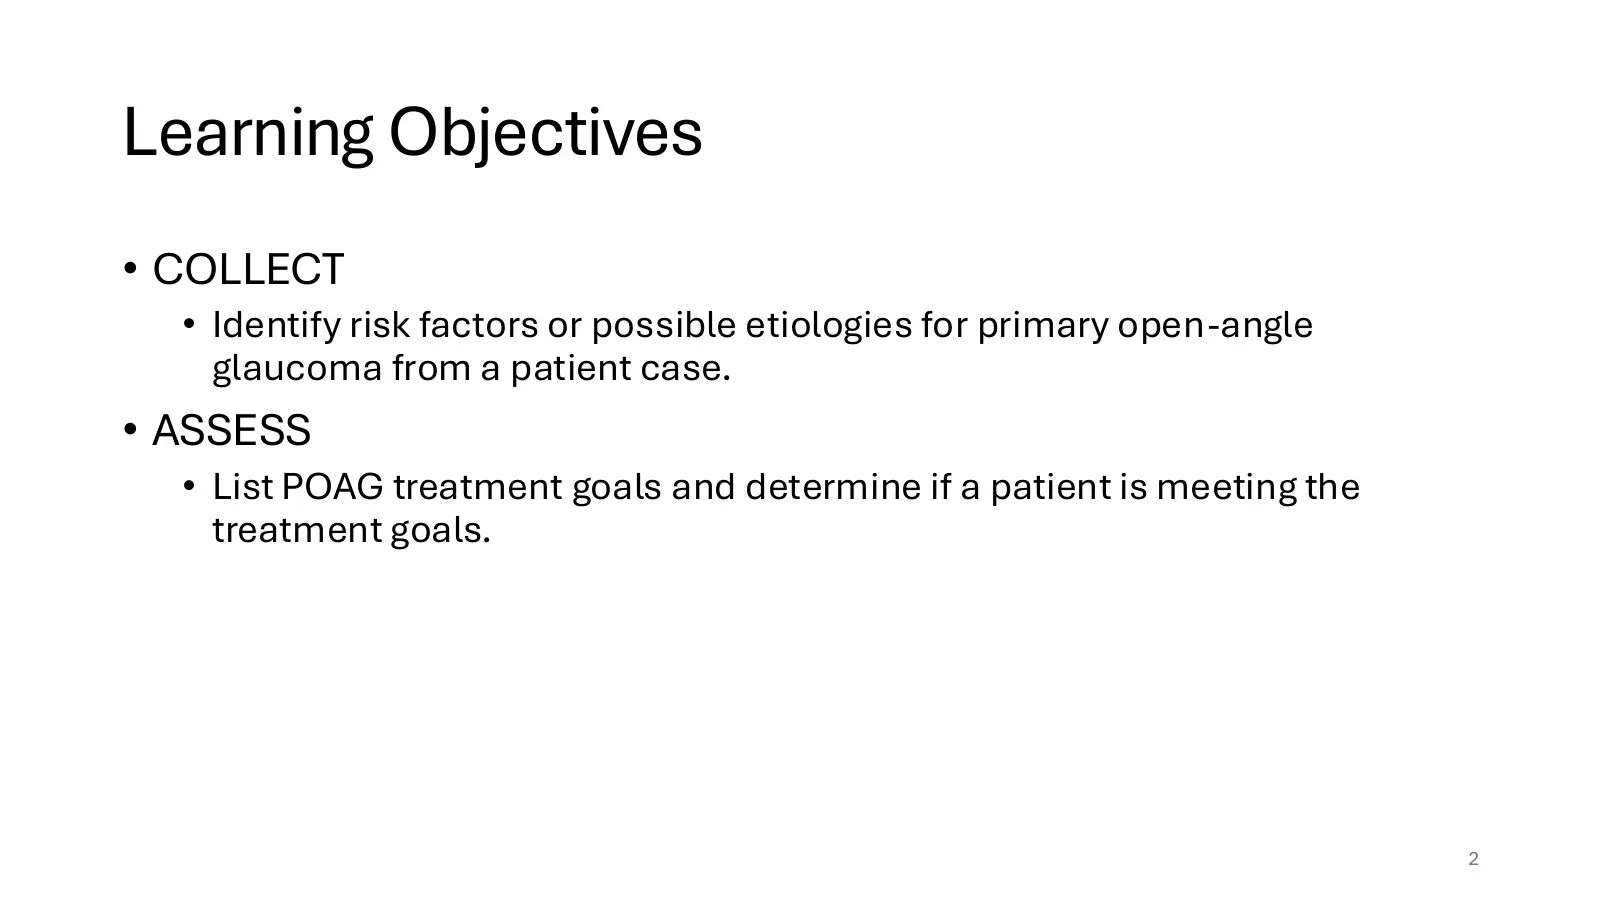 Learning Objectives
• COLLECT
• Identify risk factors or possible etiologies for primary open-angle
glaucoma from a patient case.
• ASSESS
• List POAG treatment goals and determine if a patient is meeting the
treatment goals.
2